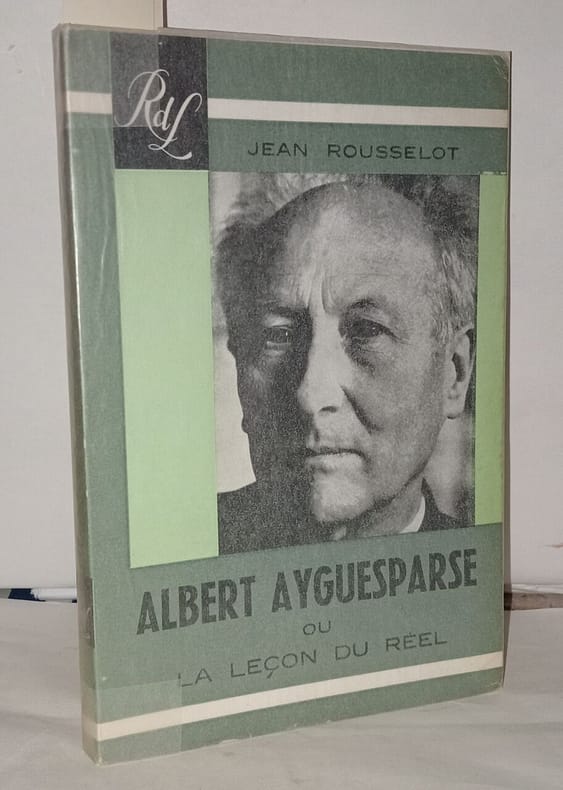 RdL
JEAN ROUSSELOT
ALBERT AYGUESPARSE
OU
LA LEÇON DU RÉEL